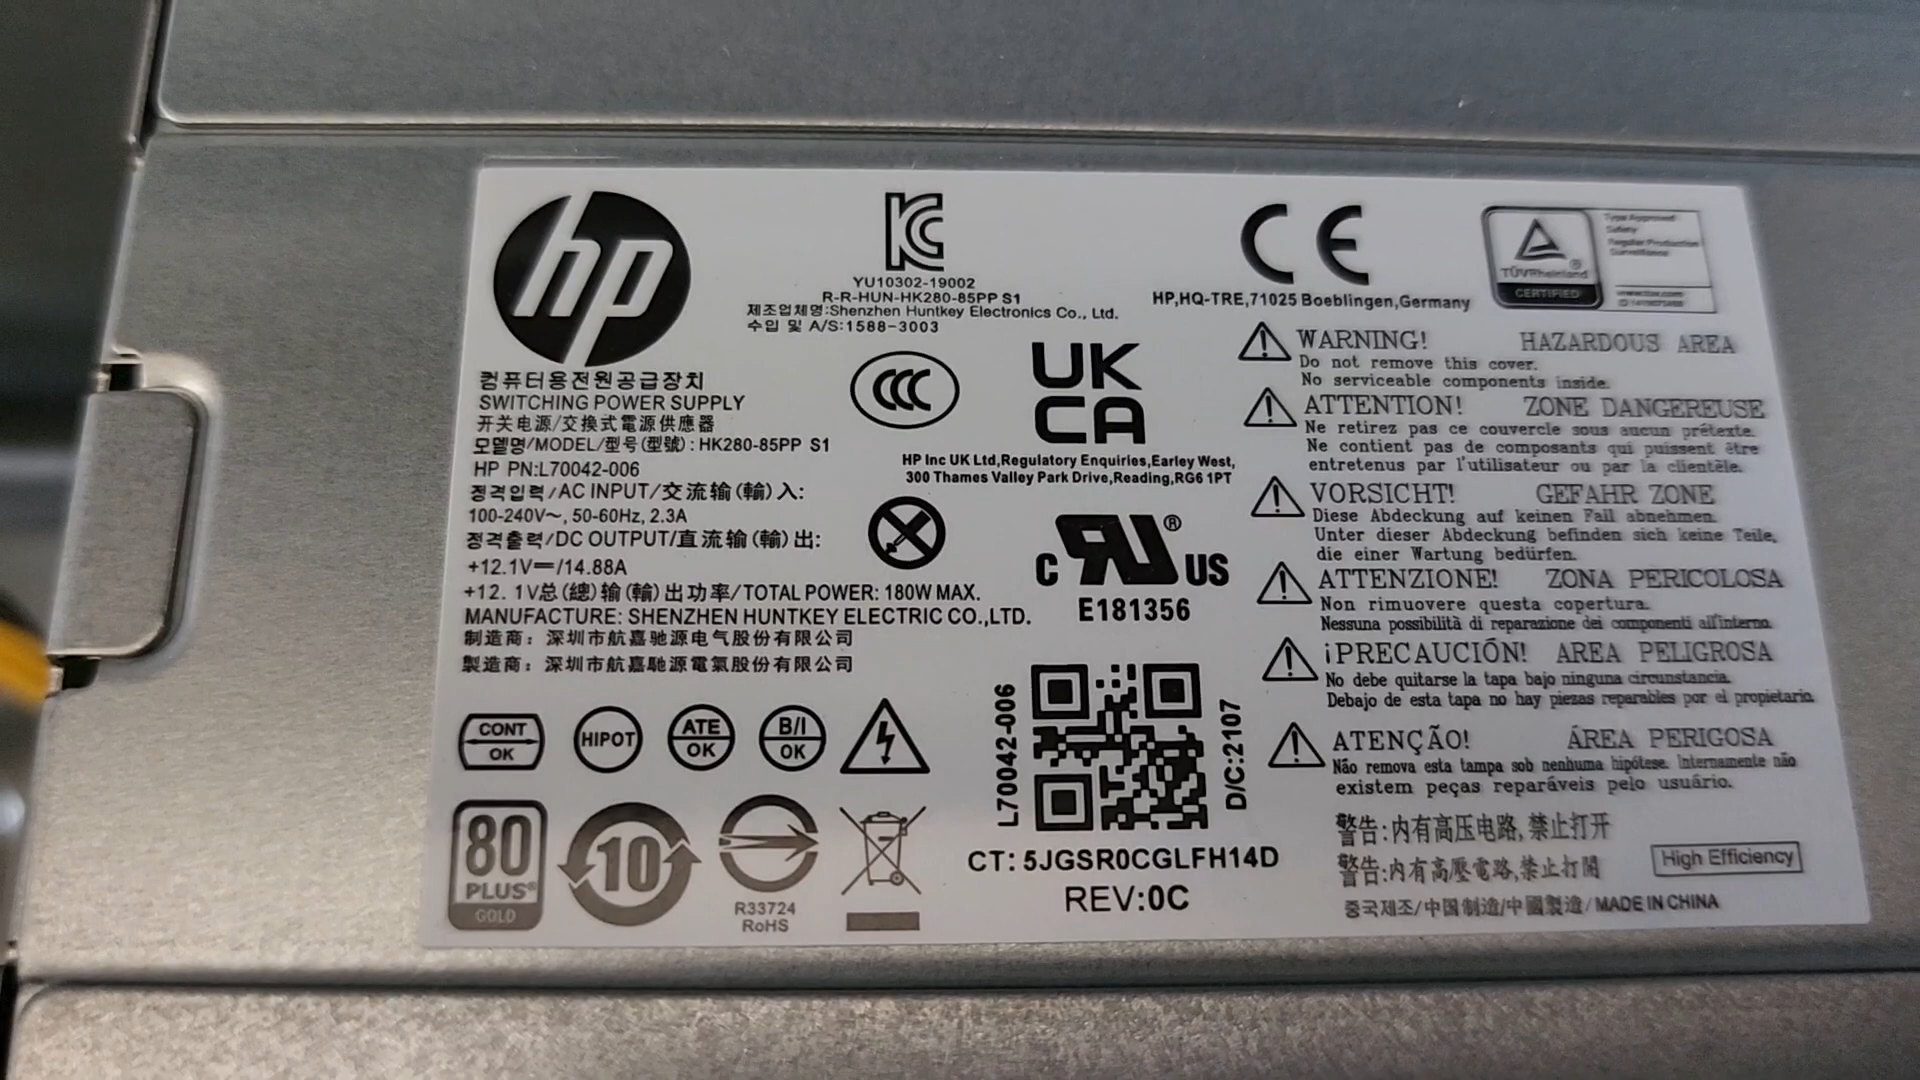 hp
컴퓨터용전원공급장치
SWITCHING POWER SUPPLY
开关电源/交換式電源供應器
모델명/MODEL/型号(型號): HK280-85PP S1
HP PN:L70042-006
정격입력/AC INPUT/交流输(輸)入:
100-240V~, 50-60Hz, 2.3A
정격출력/DC OUTPUT/直流输(輸)出:
+12.1V⎓/14.88A
+12.1V总(總)输(輸)出功率/TOTAL POWER: 180W MAX.
MANUFACTURE: SHENZHEN HUNTKEY ELECTRIC CO.,LTD.
制造商: 深圳市航嘉驰源电气股份有限公司
製造商: 深圳市航嘉馳源電氣股份有限公司
CONT
OK
HIPOT
ATE
OK
B/I
OK
80
PLUS®
GOLD
10
R33724
RoHS
KC
YU10302-19002
R-R-HUN-HK280-85PP S1
제조업체명:Shenzhen Huntkey Electronics Co., Ltd.
수입 및 A/S:1588-3003
CCC
UK
CA
HP Inc UK Ltd,Regulatory Enquiries,Earley West,
300 Thames Valley Park Drive,Reading,RG6 1PT
C RU® US
E181356
L70042-006
D/C:2107
CT: 5JGSR0CGLFH14D
REV:0C
CE
HP,HQ-TRE,71025 Boeblingen,Germany
TÜVRheinland®
CERTIFIED
Type Approved
Safety
Regular Production
Surveillance
www.tuv.com
WARNING! HAZARDOUS AREA
Do not remove this cover.
No serviceable components inside.
ATTENTION! ZONE DANGEREUSE
Ne retirez pas ce couvercle sous aucun prétexte.
Ne contient pas de composants qui puissent être
entretenus par l'utilisateur ou par la clientèle.
VORSICHT! GEFAHR ZONE
Diese Abdeckung auf keinen Fall abnehmen.
Unter dieser Abdeckung befinden sich keine Teile,
die einer Wartung bedürfen.
ATTENZIONE! ZONA PERICOLOSA
Non rimuovere questa copertura.
Nessuna possibilità di reparazione dei componenti all'interno.
¡PRECAUCIÓN! AREA PELIGROSA
No debe quitarse la tapa bajo ninguna circunstancia.
Debajo de esta tapa no hay piezas reparables por el propietario.
ATENÇÃO! ÁREA PERIGOSA
Não remova esta tampa sob nenhuma hipótese. Internamente não
existem peças reparáveis pelo usuário.
警告:内有高压电路,禁止打开
警告:内有高壓電路,禁止打開
High Efficiency
중국제조/中国制造/中國製造/MADE IN CHINA